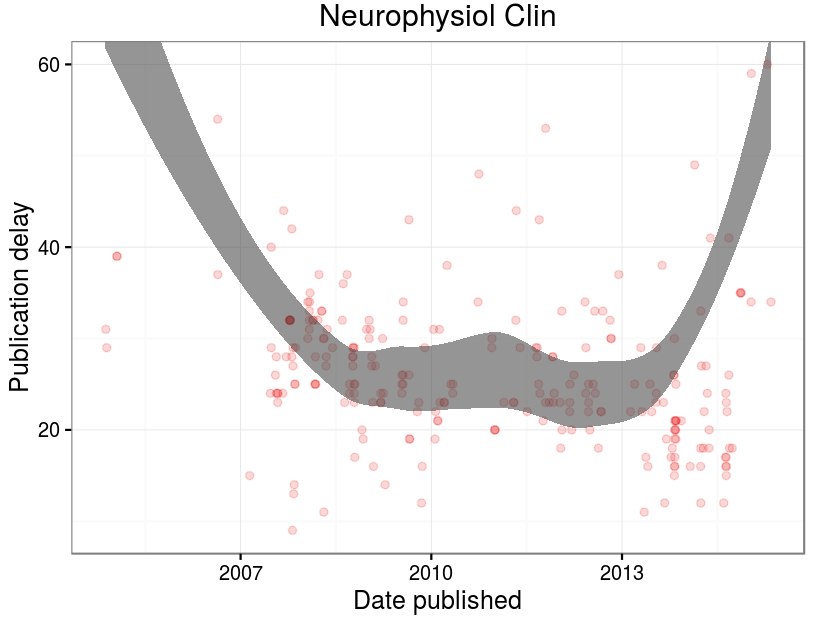 Neurophysiol Clin
60
40
20
Publication delay
2007 2010 2013
Date published